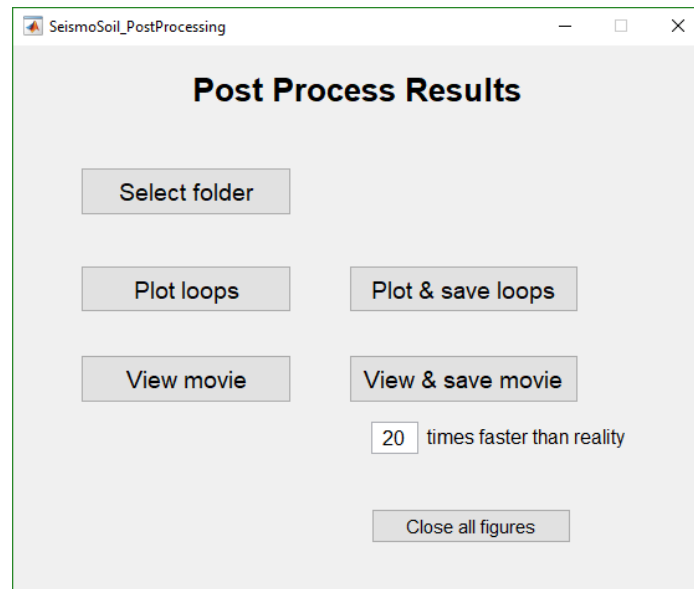 SeismoSoil_PostProcessing
Post Process Results
Select folder
Plot loops
Plot & save loops
View movie
View & save movie
20 times faster than reality
Close all figures